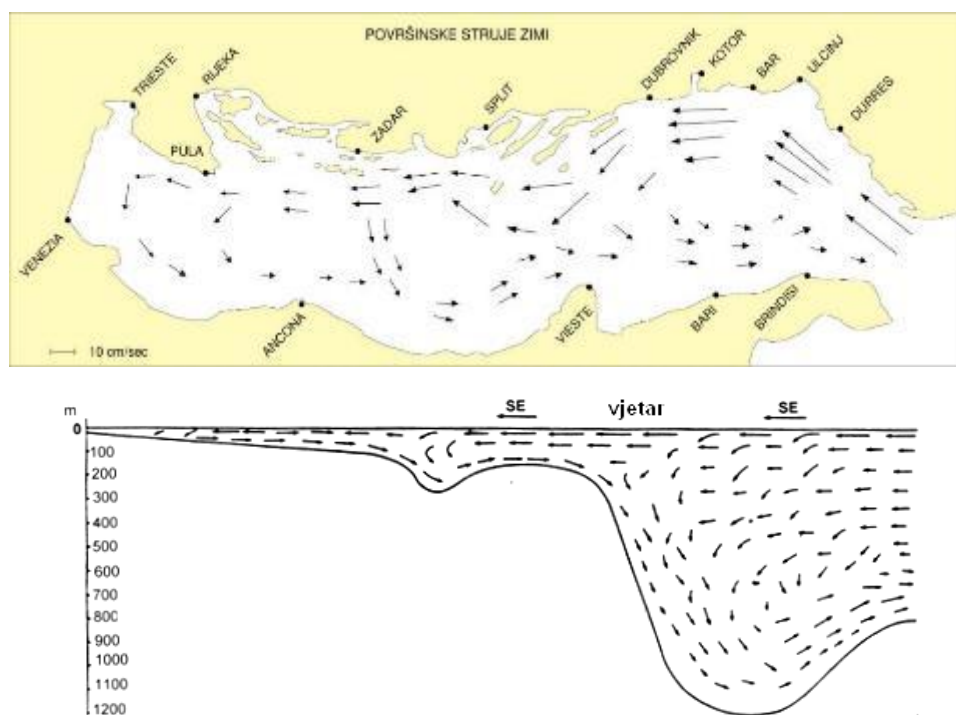 POVRŠINSKE STRUJE ZIMI
TRIESTE
RIJEKA
PULA
ZADAR
SPLIT
DUBROVNIK
KOTOR
BAR
ULCINJ
DURRES
VENEZIA
ANCONA
VIESTE
BARI
BRINDISI
10 cm/sec
m
SE vjetar SE
0
100
200
300
400
500
600
700
800
900
1000
1100
1200